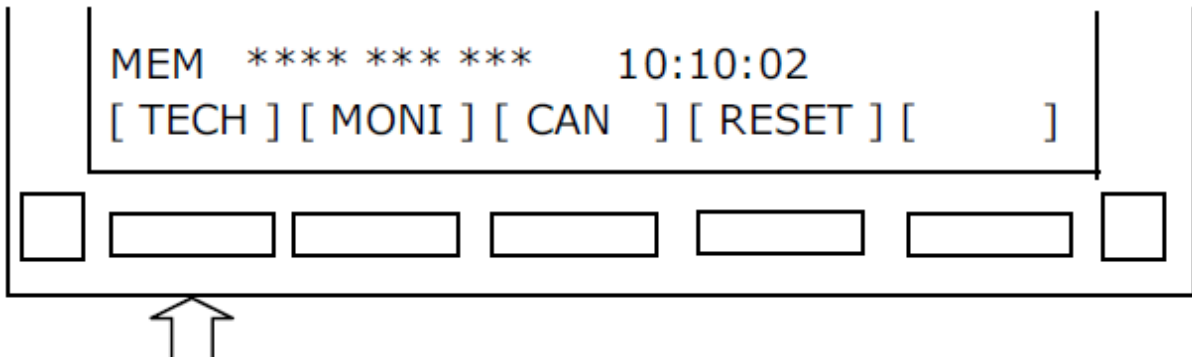 MEM **** *** *** 10:10:02
[ TECH ] [ MONI ] [ CAN ] [ RESET ] [ ]